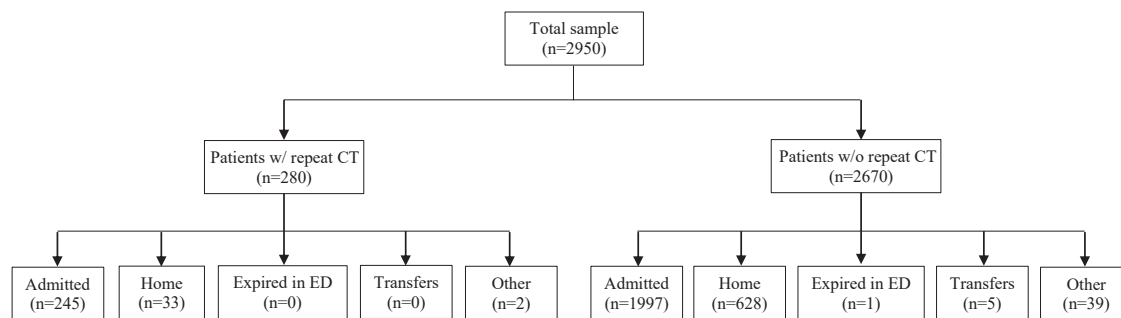 Total sample
(n=2950)
Patients w/ repeat CT
(n=280)
Patients w/o repeat CT
(n=2670)
Admitted
(n=245)
Home
(n=33)
Expired in ED
(n=0)
Transfers
(n=0)
Other
(n=2)
Admitted
(n=1997)
Home
(n=628)
Expired in ED
(n=1)
Transfers
(n=5)
Other
(n=39)